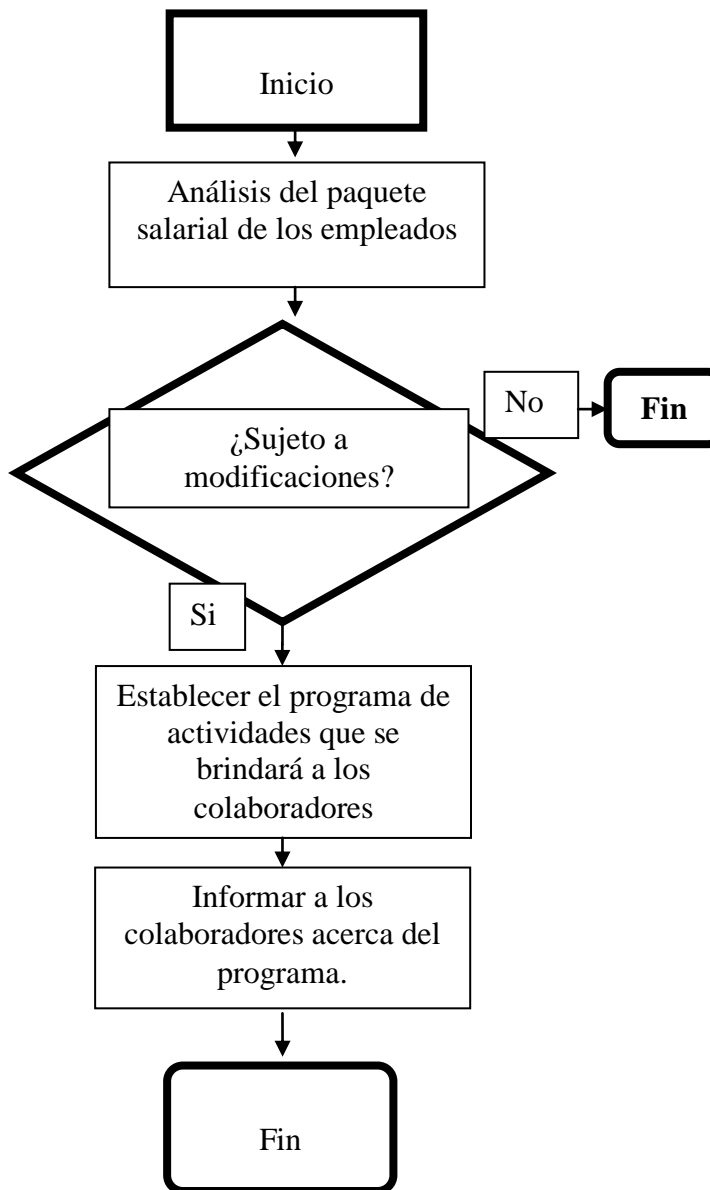 Inicio
Análisis del paquete
salarial de los empleados
No
Fin
¿Sujeto a
modificaciones?
Si
Establecer el programa de
actividades que se
brindará a los
colaboradores
Informar a los
colaboradores acerca del
programa.
Fin